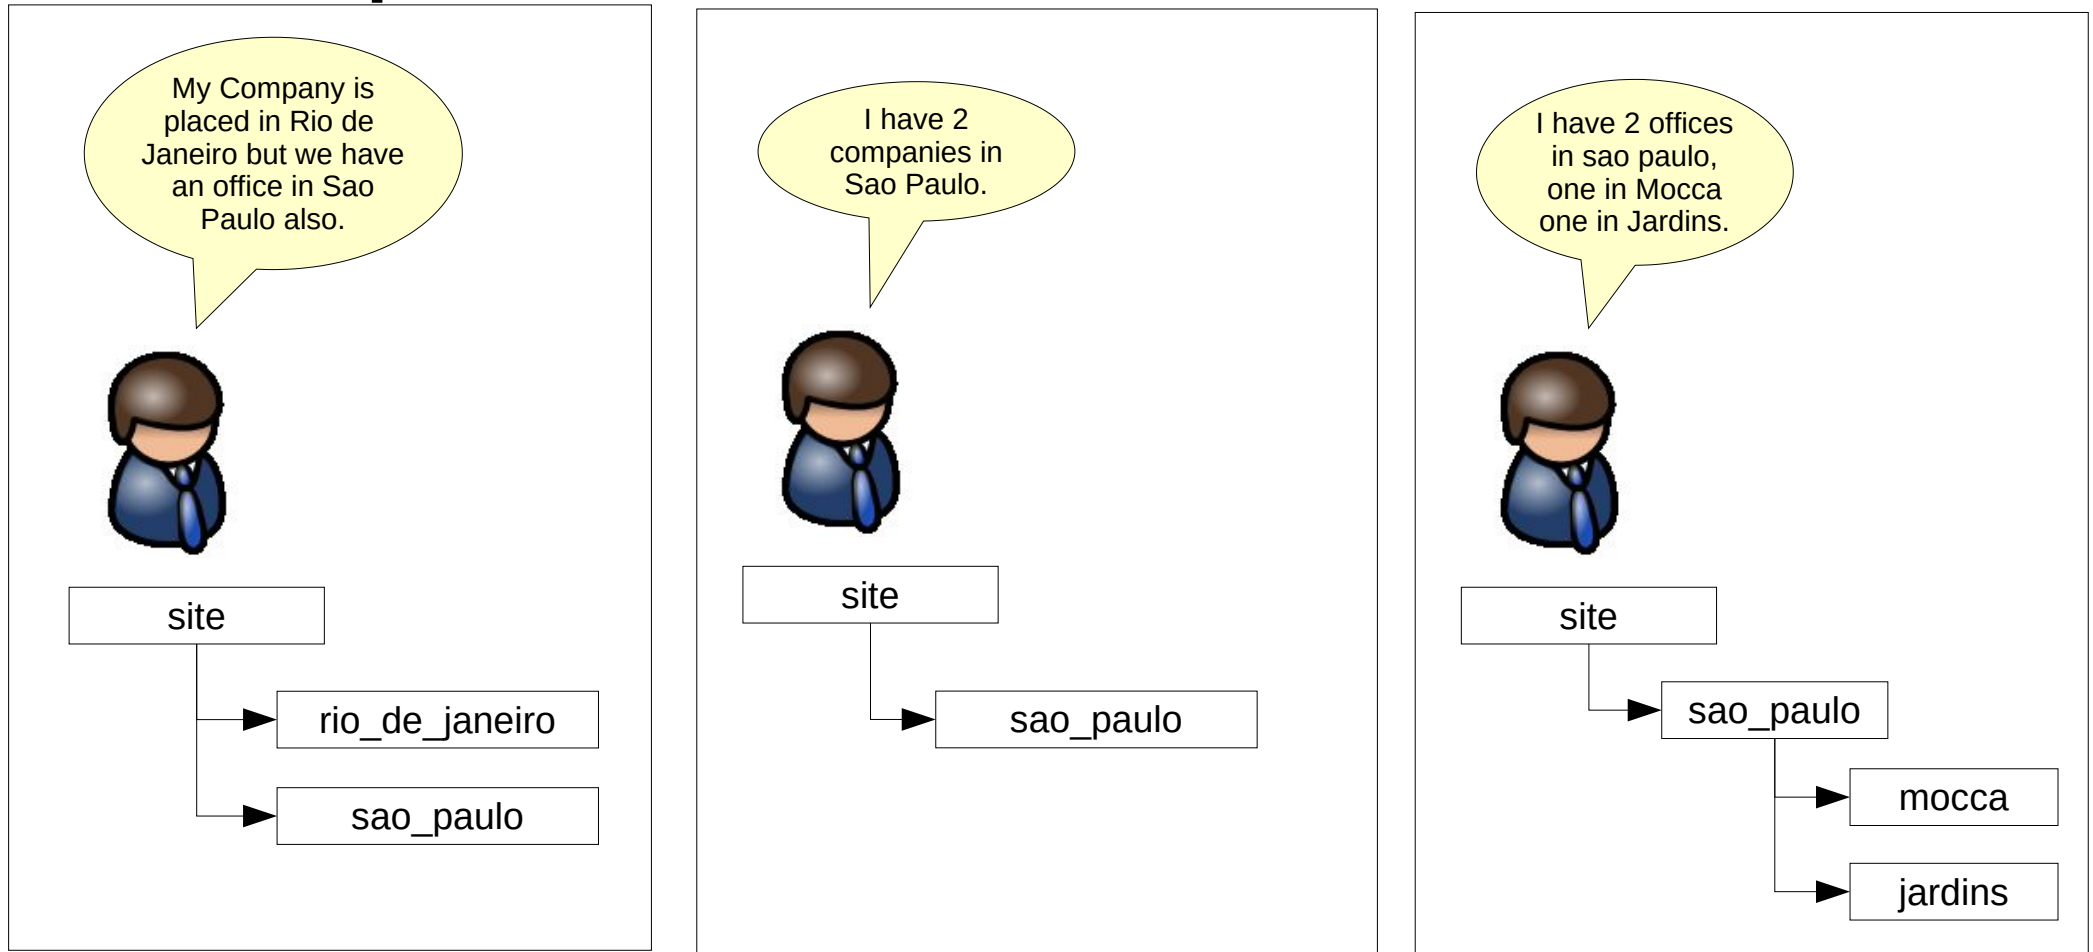 My Company is
placed in Rio de
Janeiro but we have
an office in Sao
Paulo also.
site
rio_de_janeiro
sao_paulo
I have 2
companies in
Sao Paulo.
site
sao_paulo
I have 2 offices
in sao paulo,
one in Mocca
one in Jardins.
site
sao_paulo
mocca
jardins